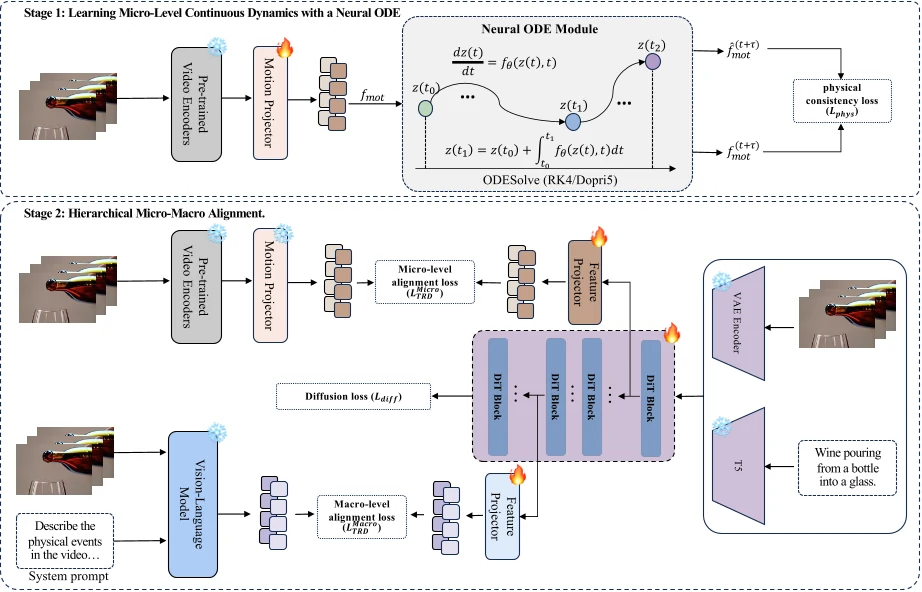 Stage 1: Learning Micro-Level Continuous Dynamics with a Neural ODE
Pre-trained
Video Encoders
Motion Projector
f_mot
Neural ODE Module
dz(t)/dt = f_θ(z(t), t)
z(t_0)
z(t_1)
z(t_2)
...
...
z(t_1) = z(t_0) + ∫_{t_0}^{t_1} f_θ(z(t), t)dt
ODESolve (RK4/Dopri5)
f̂_mot^(t+τ)
f_mot^(t+τ)
physical
consistency loss
(L_phys)
Stage 2: Hierarchical Micro-Macro Alignment.
Pre-trained
Video Encoders
Motion Projector
Micro-level
alignment loss
(L_TRD^Micro)
Feature
Projector
VAE Encoder
Diffusion loss (L_diff)
DiT Block
...
DiT Block
...
DiT Block
...
DiT Block
T5
Wine pouring
from a bottle
into a glass.
Vision-Language
Model
Macro-level
alignment loss
(L_TRD^Macro)
Feature
Projector
Describe the
physical events
in the video…
System prompt